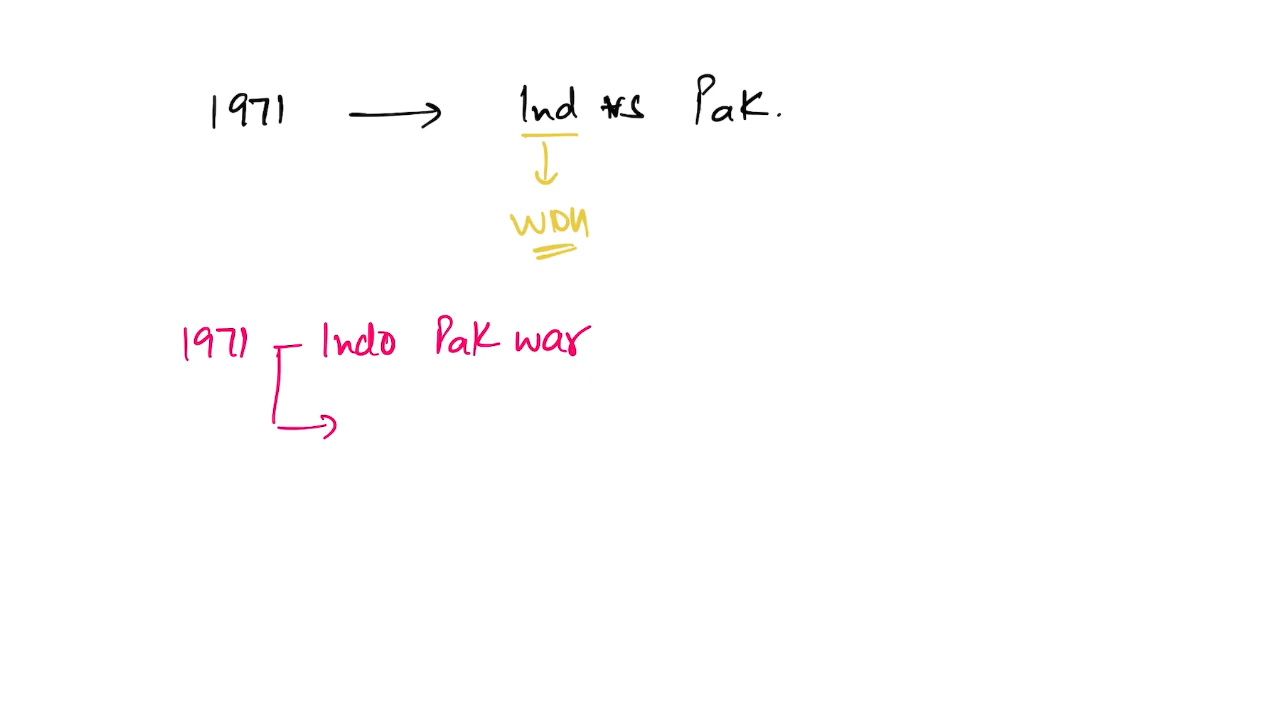 1971 → Ind vs Pak.
↓
won
1971 - Indo Pak war
→